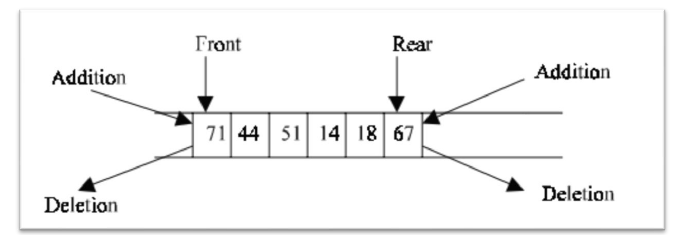 Front Rear
Addition Addition
71 44 51 14 18 67
Deletion Deletion